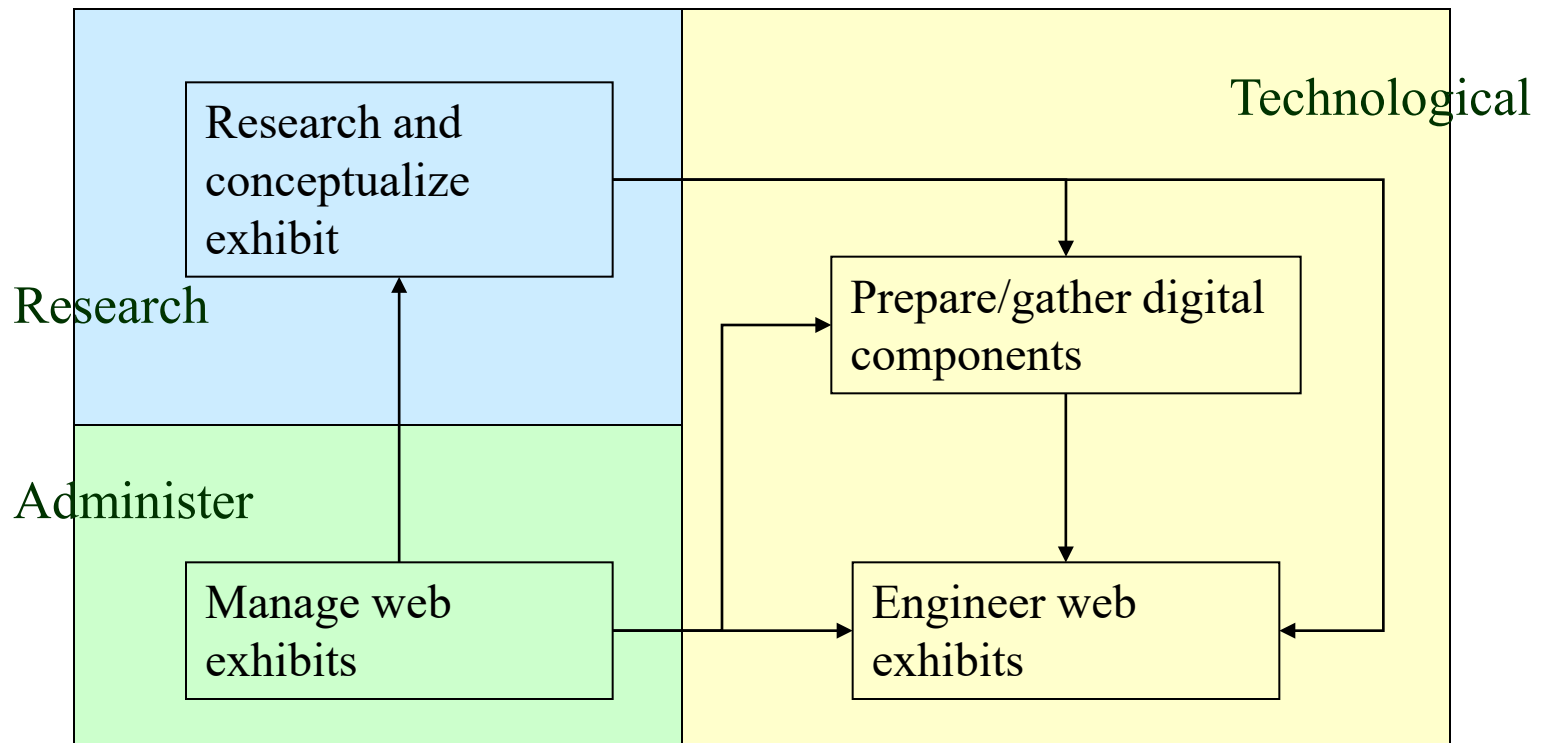 Technological
Research and
conceptualize
exhibit
Research
Prepare/gather digital
components
Administer
Manage web
exhibits
Engineer web
exhibits